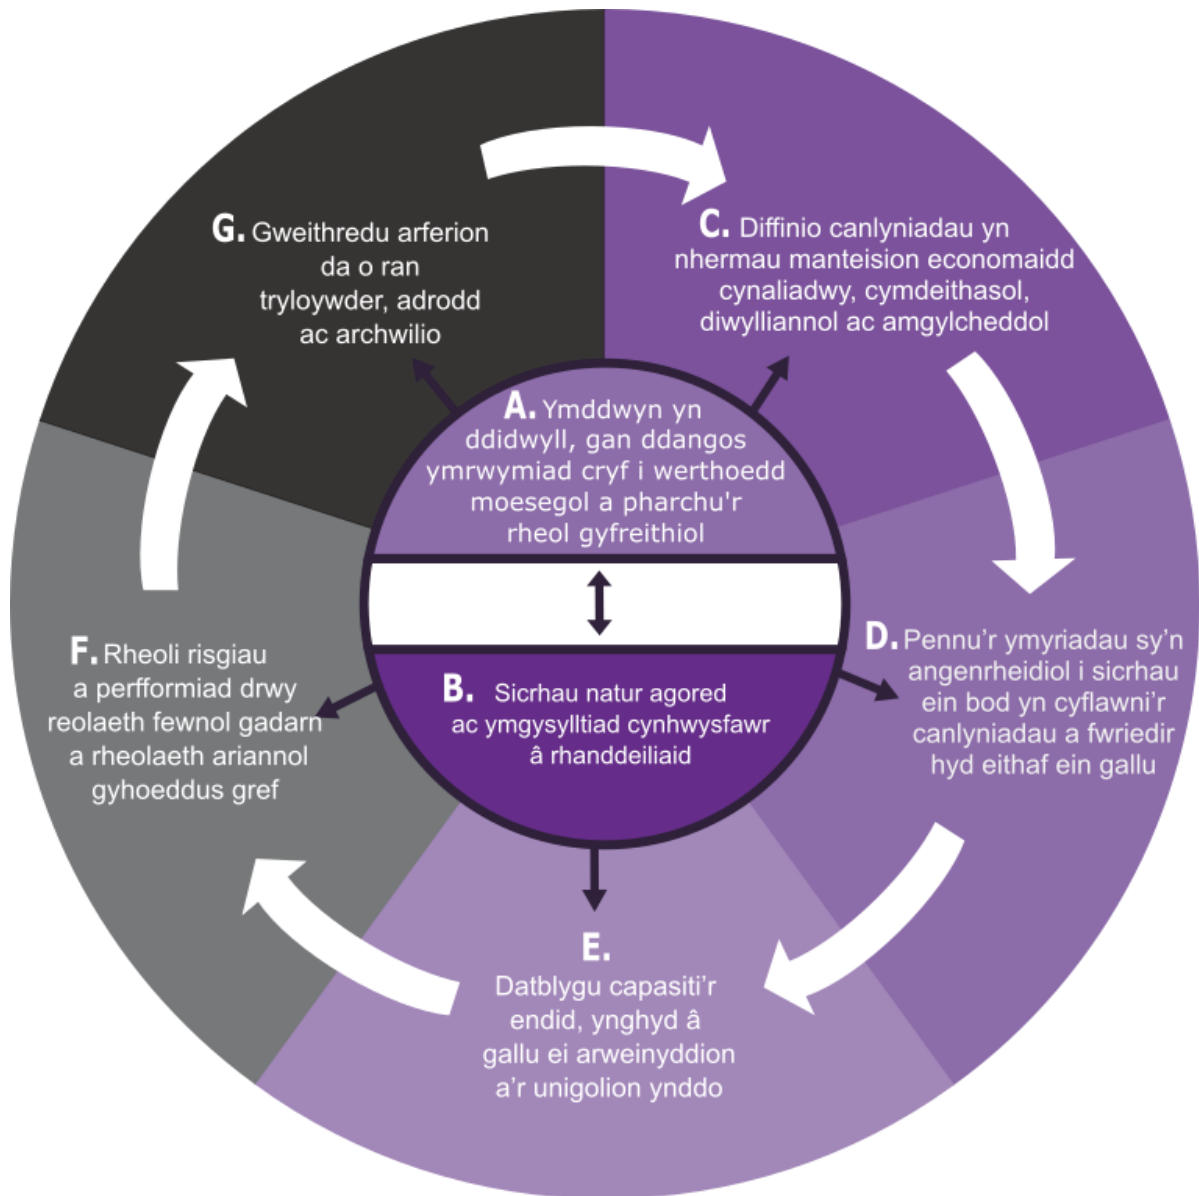 A. Ymddwyn yn
ddidwyll, gan ddangos
ymrwymiad cryf i werthoedd
moesegol a pharchu'r
rheol gyfreithiol
B. Sicrhau natur agored
ac ymgysylltiad cynhwysfawr
â rhanddeiliaid
C. Diffinio canlyniadau yn
nhermau manteision economaidd
cynaliadwy, cymdeithasol,
diwylliannol ac amgylcheddol
D. Pennu’r ymyriadau sy’n
angenrheidiol i sicrhau
ein bod yn cyflawni’r
canlyniadau a fwriedir
hyd eithaf ein gallu
E.
Datblygu capasiti’r
endid, ynghyd â
gallu ei arweinyddion
a’r unigolion ynddo
F. Rheoli risgiau
a perfformiad drwy
reolaeth fewnol gadarn
a rheolaeth ariannol
gyhoeddus gref
G. Gweithredu arferion
da o ran
tryloywder, adrodd
ac archwilio